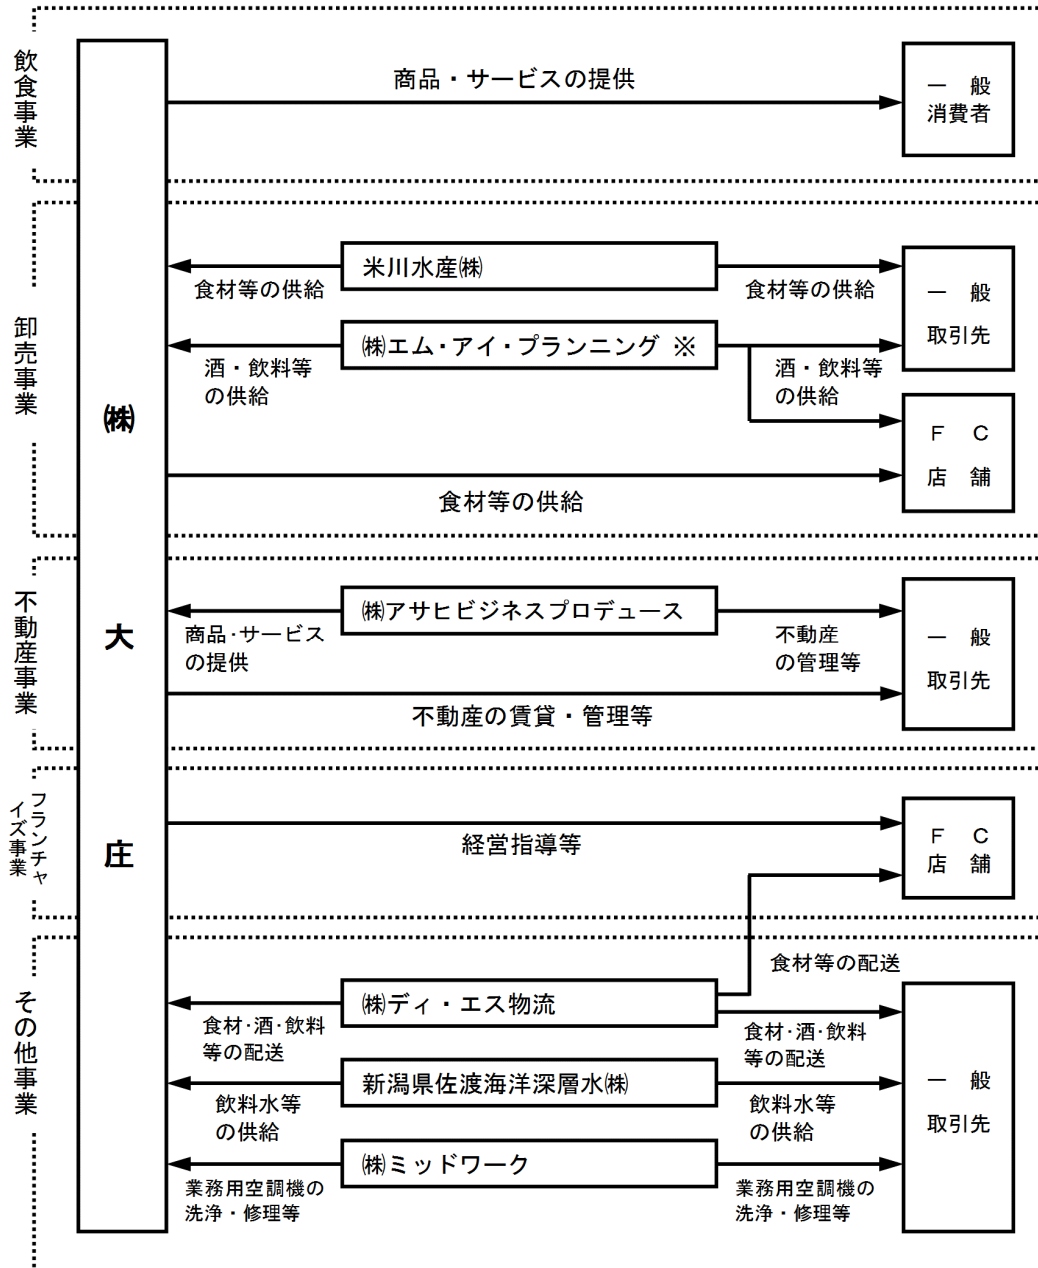 飲食事業
商品・サービスの提供
一 般
消費者
卸売事業
米川水産㈱
食材等の供給
食材等の供給
一 般
取引先
㈱エム・アイ・プランニング ※
酒・飲料等
の供給
酒・飲料等
の供給
F C
店 舗
食材等の供給
㈱
大
庄
不動産事業
㈱アサヒビジネスプロデュース
商品・サービス
の提供
不動産
の管理等
一 般
取引先
不動産の賃貸・管理等
フランチャ
イズ事業
経営指導等
F C
店 舗
その他事業
食材等の配送
㈱ディ・エス物流
食材・酒・飲料
等の配送
食材・酒・飲料
等の配送
新潟県佐渡海洋深層水㈱
飲料水等
の供給
飲料水等
の供給
一 般
取引先
㈱ミッドワーク
業務用空調機の
洗浄・修理等
業務用空調機の
洗浄・修理等